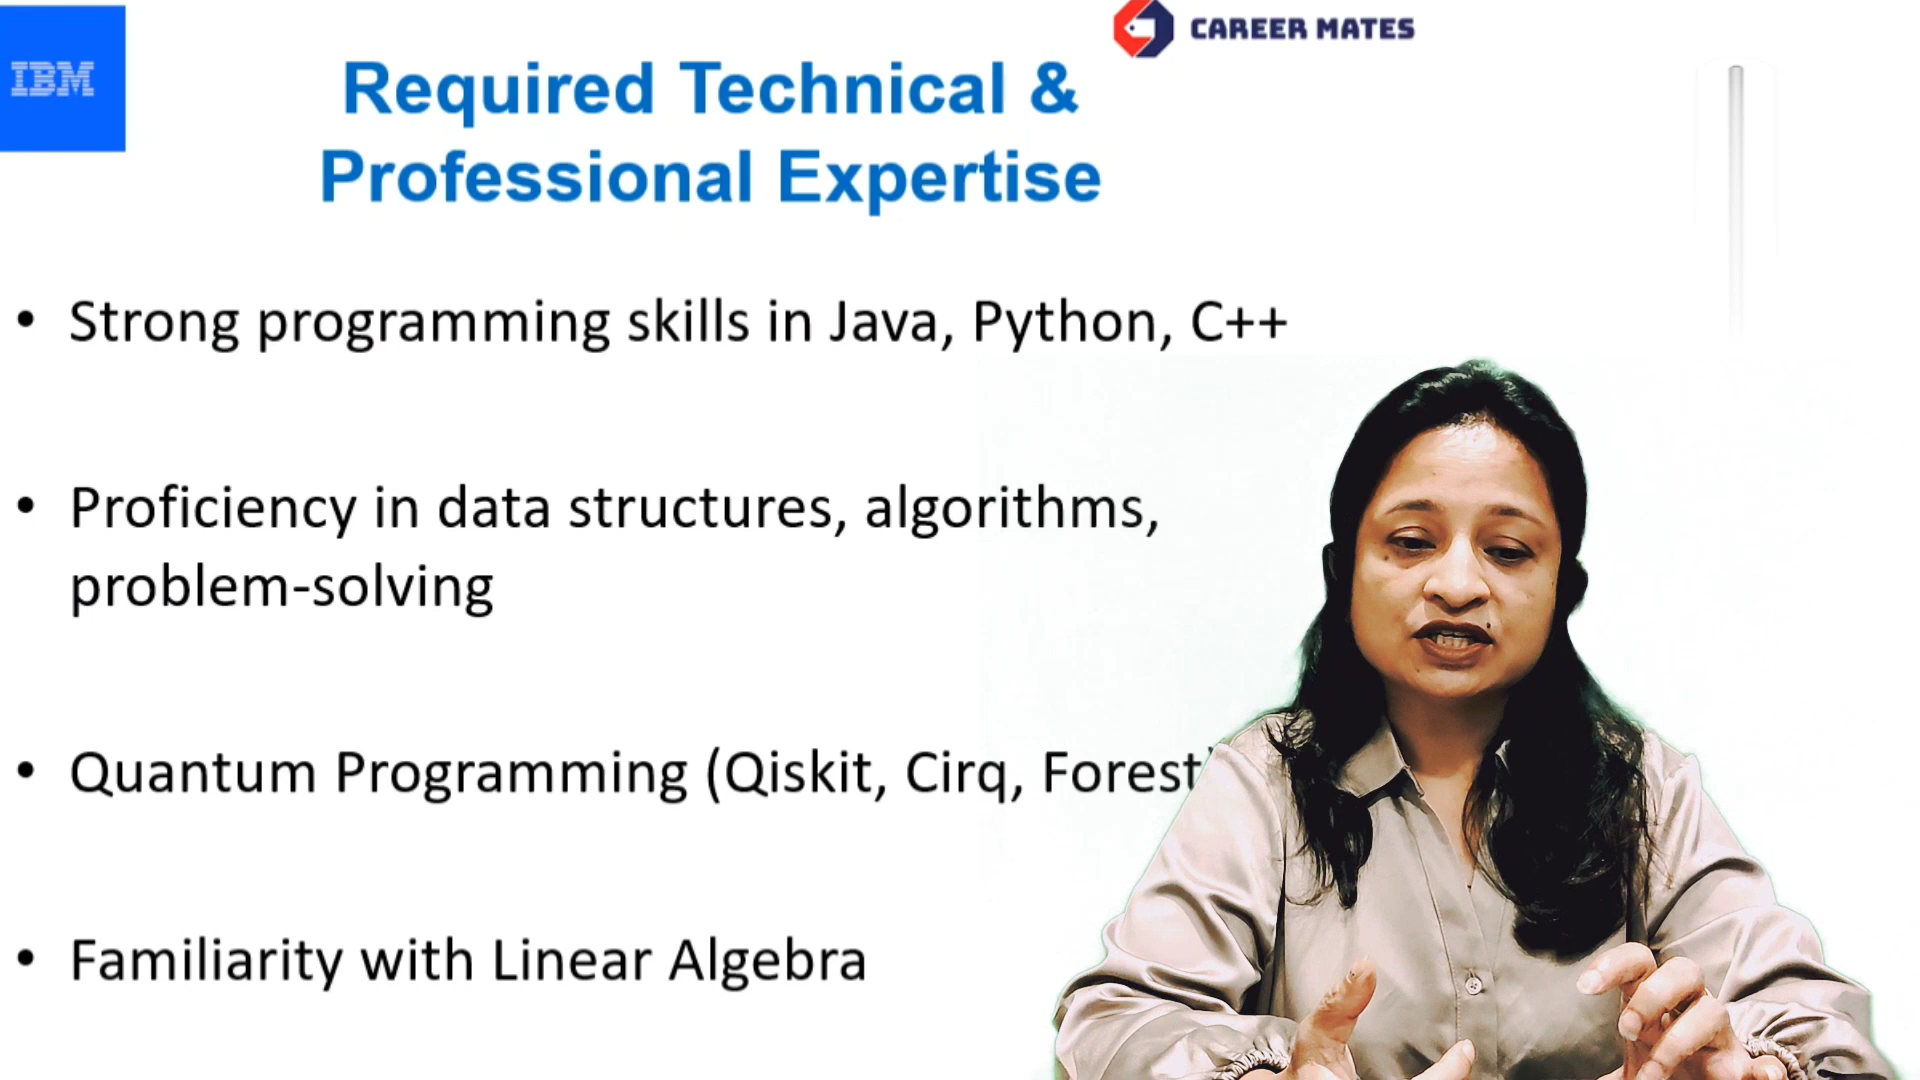 IBM
CAREER MATES
Required Technical &
Professional Expertise
• Strong programming skills in Java, Python, C++
• Proficiency in data structures, algorithms,
problem-solving
• Quantum Programming (Qiskit, Cirq, Forest)
• Familiarity with Linear Algebra